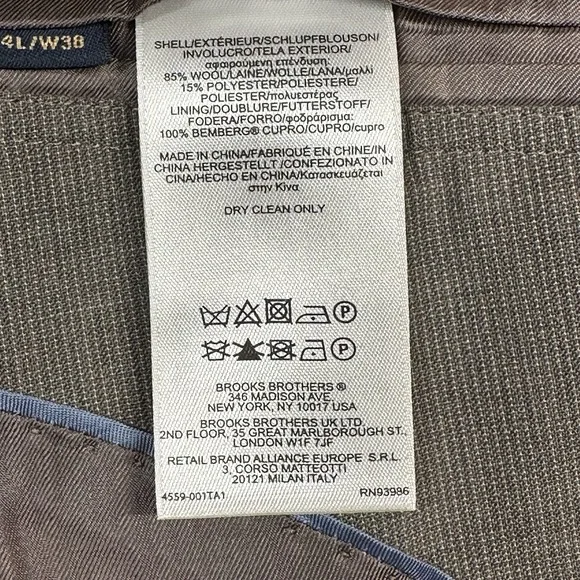 4L/W38
SHELL/EXTÉRIEUR/SCHLUPFBLOUSON/
INVOLUCRO/TELA EXTERIOR/
αφαιρούμενη επένδυση:
85% WOOL/LAINE/WOLLE/LANA/μαλλί
15% POLYESTER/POLYESTERE/
POLIESTER/πολυεστέρας
LINING/DOUBLURE/FUTTERSTOFF/
FODERA/FORRO/φοδράρισμα:
100% BEMBERG® CUPRO/CUPRO/cupro
MADE IN CHINA/FABRIQUÉ EN CHINE/IN
CHINA HERGESTELLT /CONFEZIONATO IN
CINA/HECHO EN CHINA/Κατασκευάζεται
στην Κίνα
DRY CLEAN ONLY
P
P
BROOKS BROTHERS ®
346 MADISON AVE
NEW YORK, NY 10017 USA
BROOKS BROTHERS UK LTD.
2ND FLOOR, 35 GREAT MARLBOROUGH ST.,
LONDON W1F 7JF
RETAIL BRAND ALLIANCE EUROPE S.R.L.
3, CORSO MATTEOTTI
20121 MILAN ITALY
4559-001TA1 RN93986